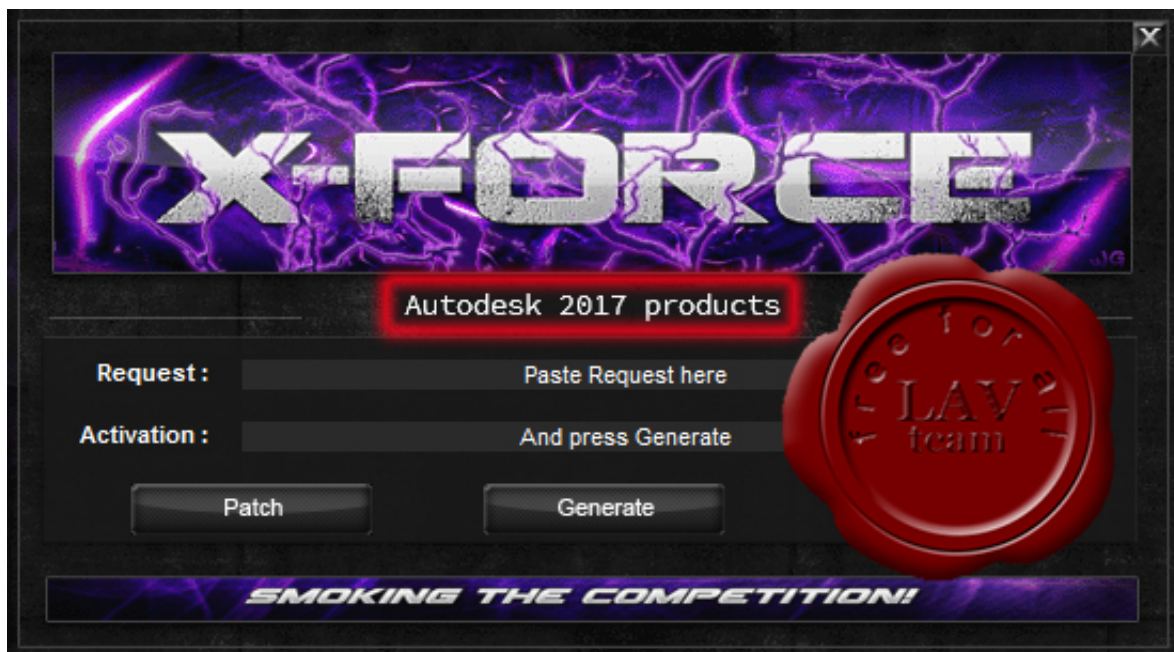 X
X-FORCE
JG
Autodesk 2017 products
Request :
Paste Request here
Activation :
And press Generate
Patch
Generate
free for all
LAV
team
SMOKING THE COMPETITION!